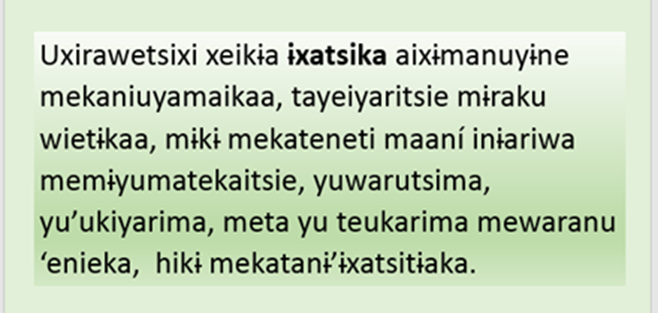 Uxirawetsixi xeikɨa ɨxatsika aixɨmanuyɨne
mekaniuyamaikaa, tayeiyaritsie mɨraku
wietɨkaa, mɨkɨ mekateneti maaní inɨariwa
memɨyumatekaitsie, yuwarutsima,
yu’ukiyarima, meta yu teukarima mewaranu
‘enieka,  hikɨ mekatanɨ’ɨxatsitɨaka.